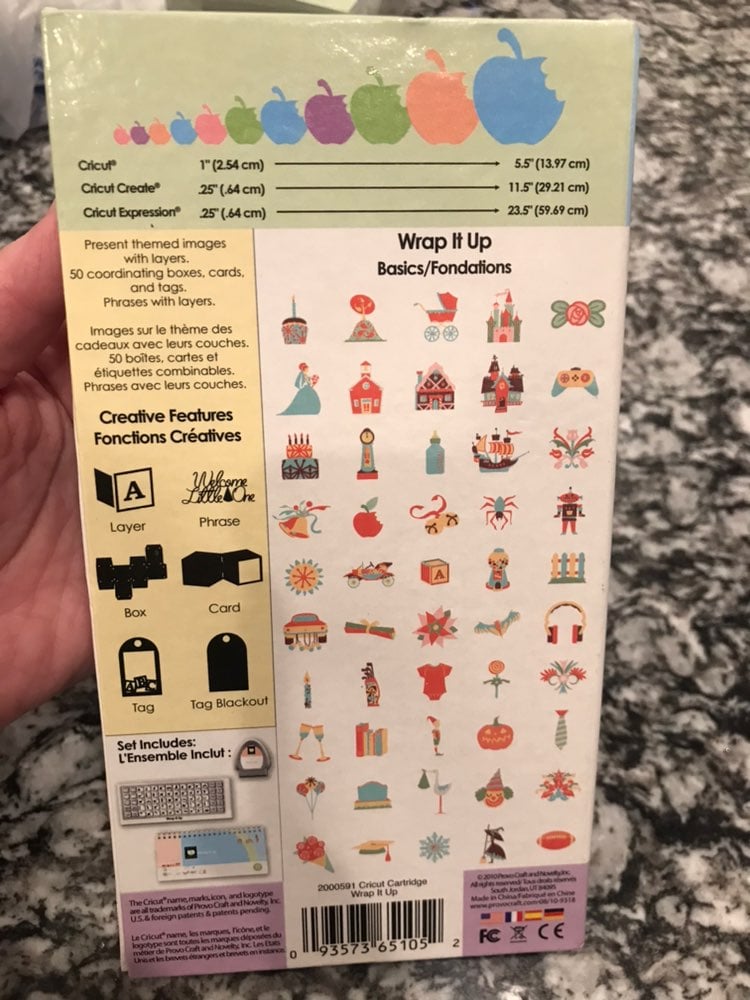 Cricut® 1" (2.54 cm) 5.5" (13.97 cm)
Cricut Create® .25" (.64 cm) 11.5" (29.21 cm)
Cricut Expression® .25" (.64 cm) 23.5" (59.69 cm)
Present themed images
with layers.
50 coordinating boxes, cards,
and tags.
Phrases with layers.
Images sur le thème des
cadeaux avec leurs couches.
50 boîtes, cartes et
étiquettes combinables.
Phrases avec leurs couches.
Creative Features
Fonctions Créatives
A
Layer
Welcome
Little One
Phrase
Box
Card
ABC
Tag
Tag Blackout
Set Includes:
L'Ensemble Inclut :
The Cricut® name, marks, icon, and logotype
are all trademarks of Provo Craft and Novelty, Inc.
U.S. & foreign patents & patents pending.
Le Cricut® name, les marques, l'icône, et le
logotype sont toutes les marques déposées du
métier de Provo Craft and Novelty, Inc. Les Etats
Unis et les brevets étrangers et brevets en instance.
Wrap It Up
Basics/Fondations
A
2000591 Cricut Cartridge
Wrap It Up
0 93573 65105 2
© 2010 Provo Craft and Novelty, Inc.
All rights reserved/Tous droits réservés
South Jordan, UT 84095
Made in China/Fabriqué en Chine
www.provocraft.com•08/10-9318
FC CE